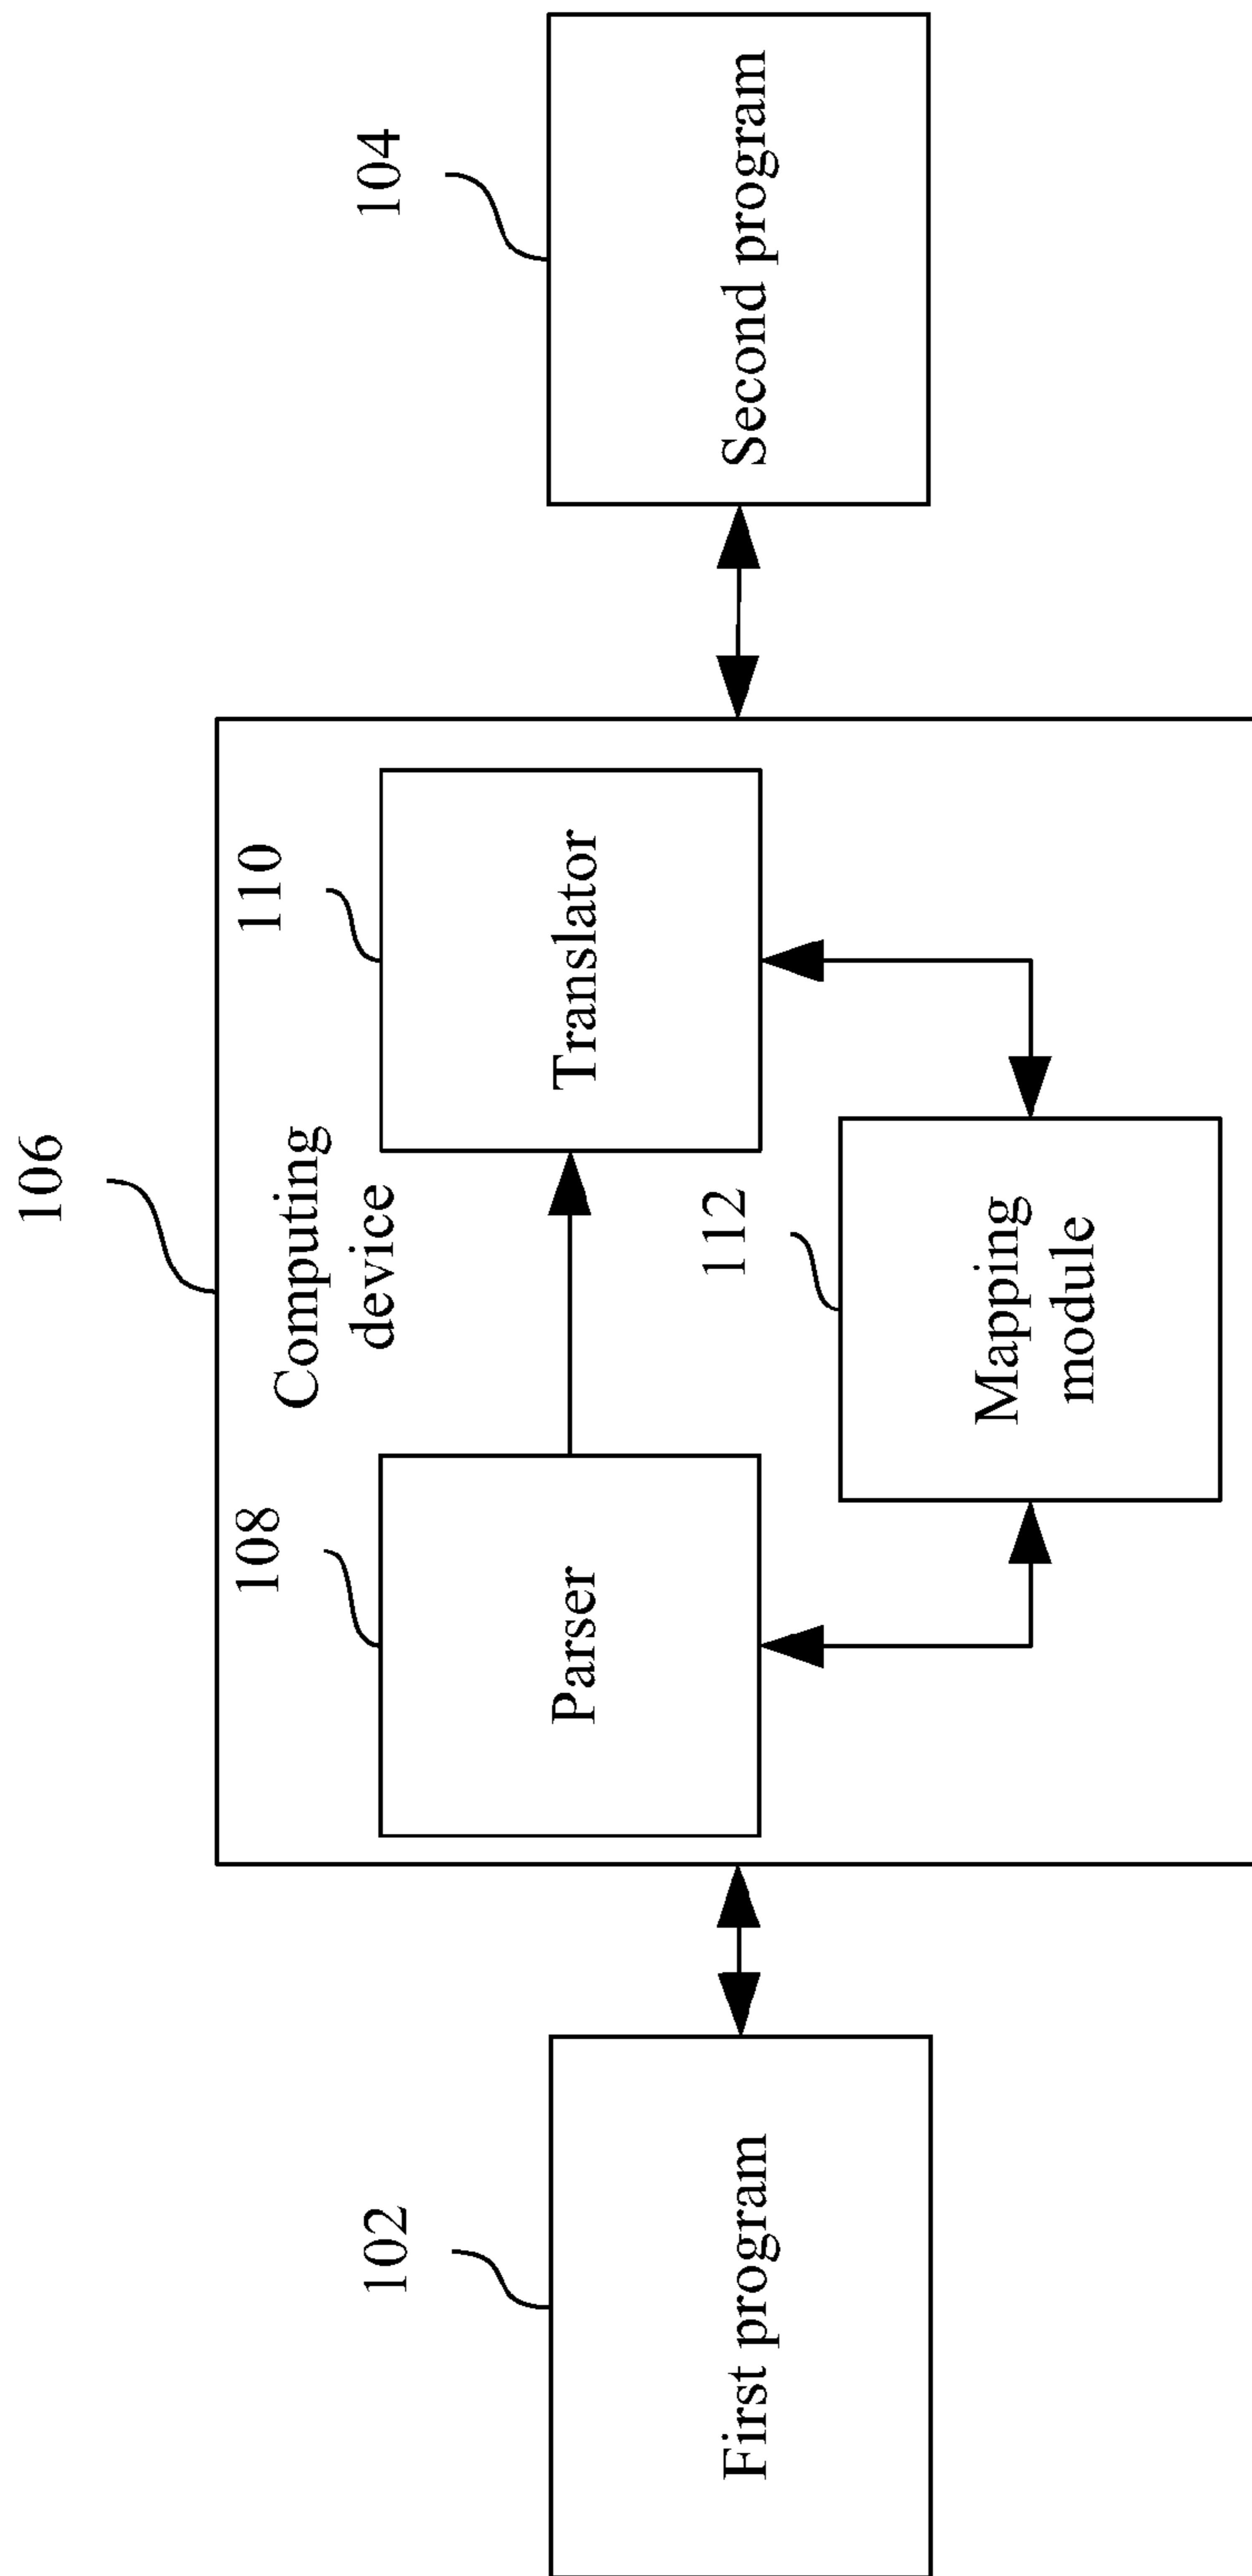 106
102
First program
108
Parser
Computing
device
110
Translator
112
Mapping
module
104
Second program